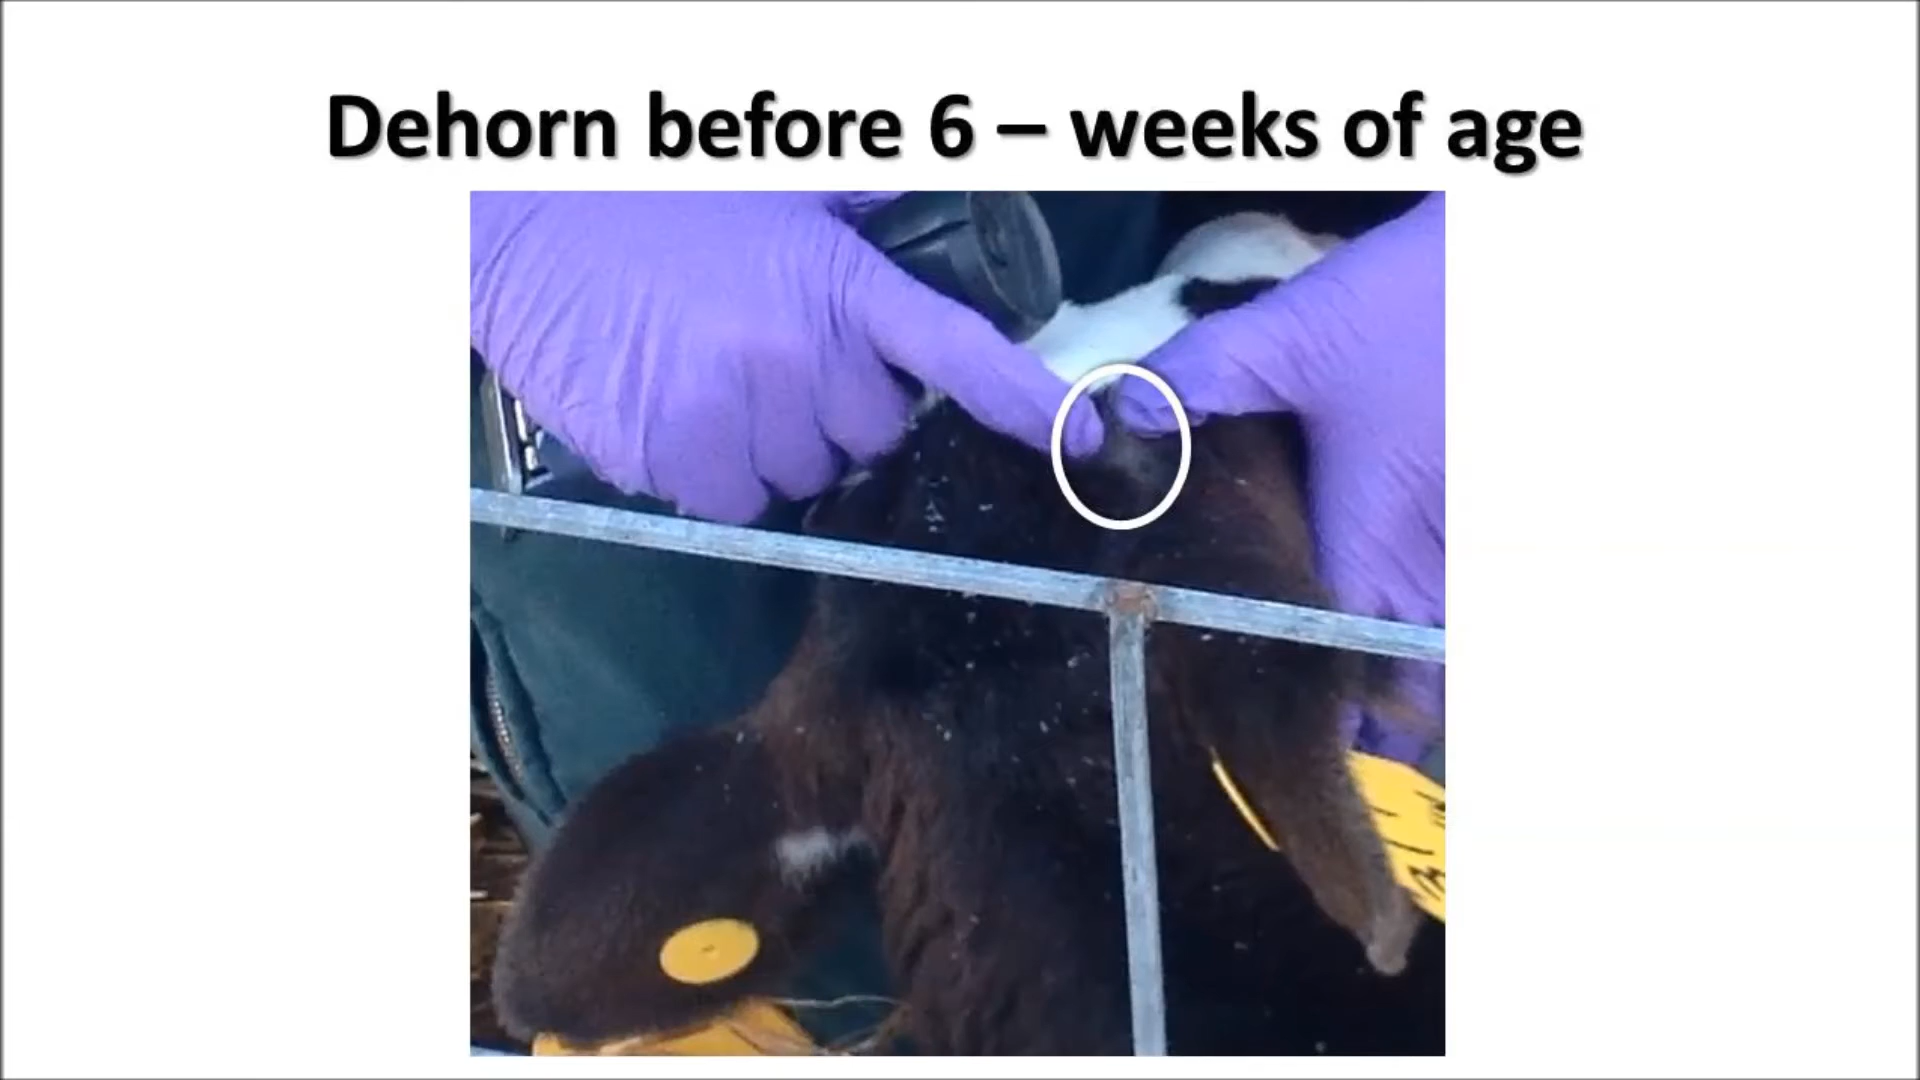 Dehorn before 6 – weeks of age